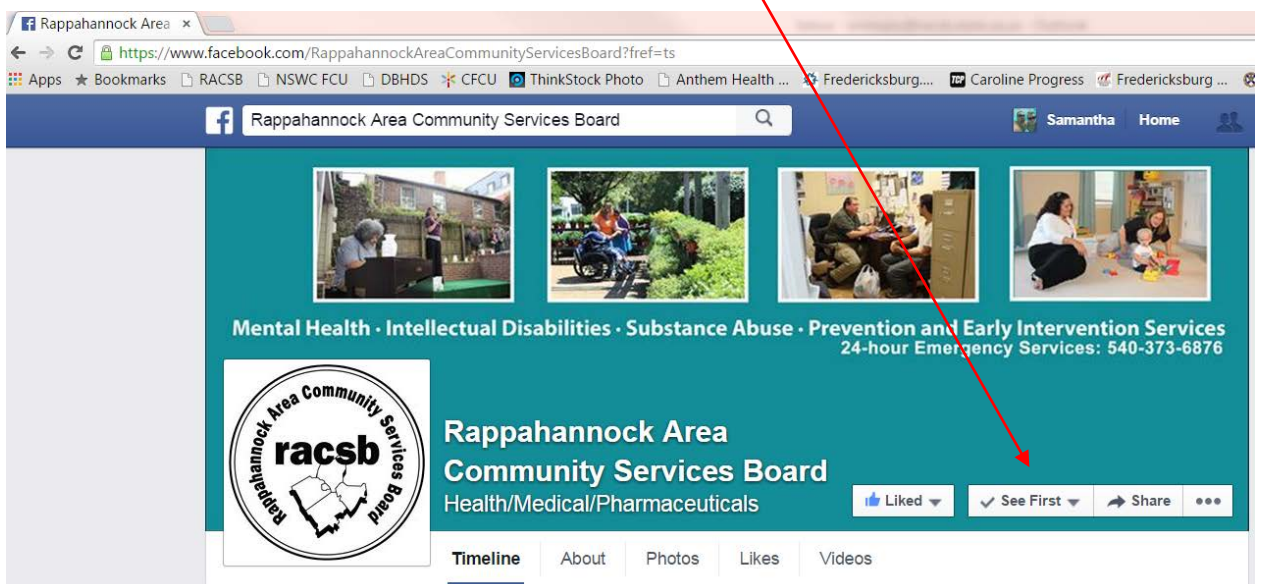 Rappahannock Area
https://www.facebook.com/RappahannockAreaCommunityServicesBoard?fref=ts
Apps Bookmarks RACSB NSWC FCU DBHDS CFCU ThinkStock Photo Anthem Health ... Fredericksburg.... TCP Caroline Progress Fredericksburg ...
Rappahannock Area Community Services Board Samantha Home
Mental Health · Intellectual Disabilities · Substance Abuse · Prevention and Early Intervention Services
24-hour Emergency Services: 540-373-6876
Rappahannock Area Community Services Board
racsb
Rappahannock Area
Community Services Board
Health/Medical/Pharmaceuticals
Liked See First Share
Timeline About Photos Likes Videos